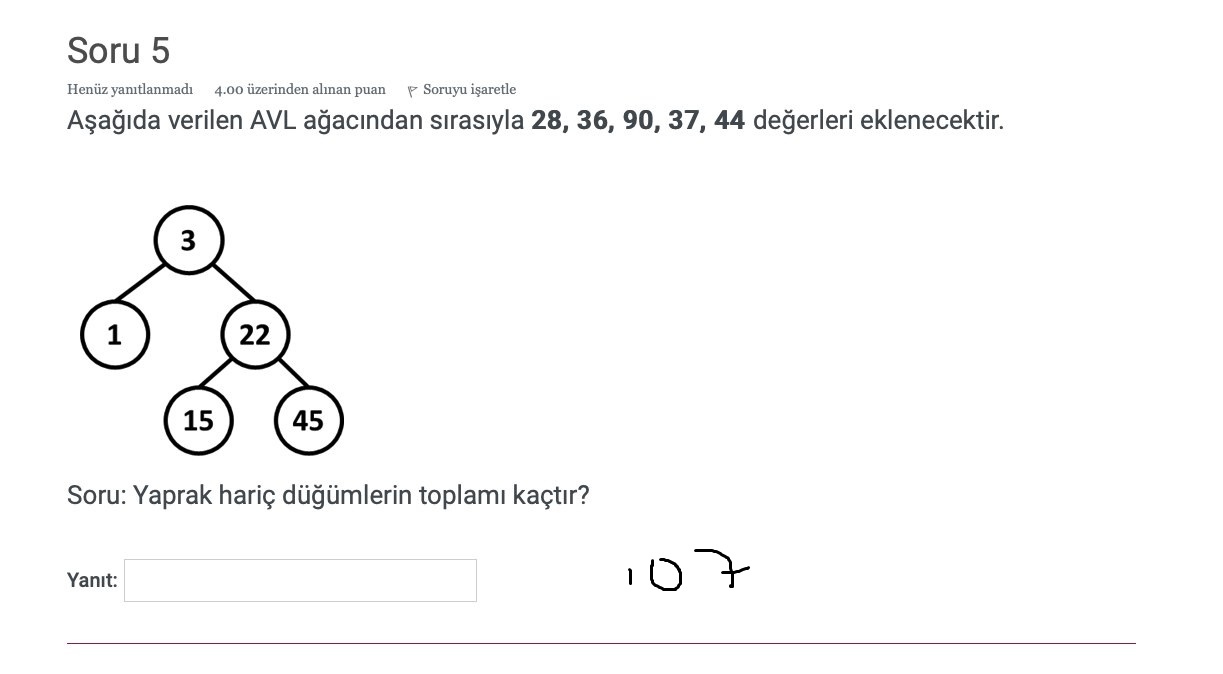 Soru 5
Henüz yanıtlanmadı 4.00 üzerinden alınan puan Soruyu işaretle
Aşağıda verilen AVL ağacından sırasıyla 28, 36, 90, 37, 44 değerleri eklenecektir.
3
1 22
15 45
Soru: Yaprak hariç düğümlerin toplamı kaçtır?
Yanıt: 107